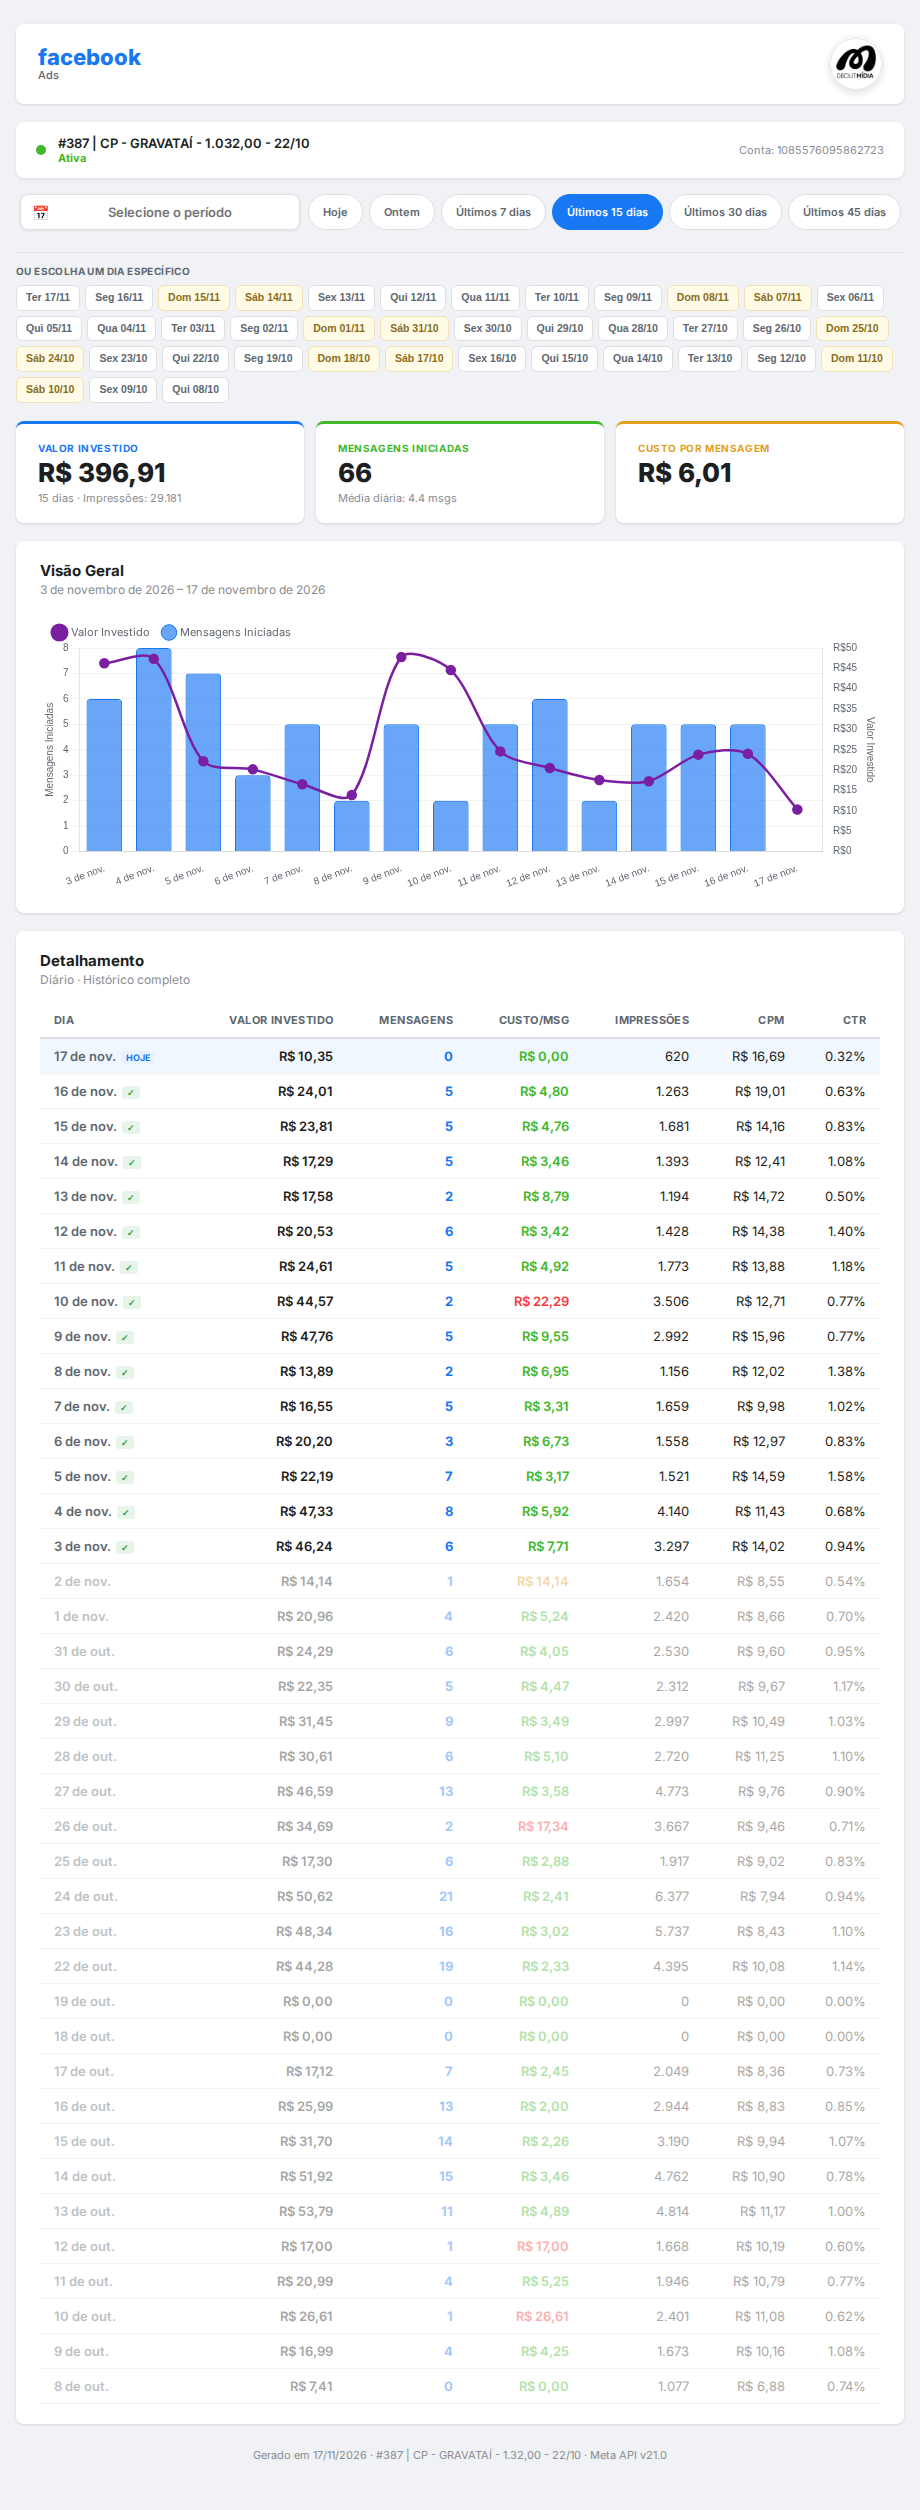 facebook
Ads
DBOUTMÍDIA
#387 | CP - GRAVATAÍ - 1.032,00 - 22/10
Ativa
Conta: 1085576095862723
Selecione o período
Hoje
Ontem
Últimos 7 dias
Últimos 15 dias
Últimos 30 dias
Últimos 45 dias
OU ESCOLHA UM DIA ESPECÍFICO
Ter 17/11 Seg 16/11 Dom 15/11 Sáb 14/11 Sex 13/11 Qui 12/11 Qua 11/11 Ter 10/11 Seg 09/11 Dom 08/11 Sáb 07/11 Sex 06/11
Qui 05/11 Qua 04/11 Ter 03/11 Seg 02/11 Dom 01/11 Sáb 31/10 Sex 30/10 Qui 29/10 Qua 28/10 Ter 27/10 Seg 26/10 Dom 25/10
Sáb 24/10 Sex 23/10 Qui 22/10 Seg 19/10 Dom 18/10 Sáb 17/10 Sex 16/10 Qui 15/10 Qua 14/10 Ter 13/10 Seg 12/10 Dom 11/10
Sáb 10/10 Sex 09/10 Qui 08/10
VALOR INVESTIDO
R$ 396,91
15 dias · Impressões: 29.181
MENSAGENS INICIADAS
66
Média diária: 4.4 msgs
CUSTO POR MENSAGEM
R$ 6,01
Visão Geral
3 de novembro de 2026 – 17 de novembro de 2026
Valor Investido
Mensagens Iniciadas
Mensagens Iniciadas
8
7
6
5
4
3
2
1
0
R$50
R$45
R$40
R$35
R$30
R$25
R$20
R$15
R$10
R$5
R$0
Valor Investido
3 de nov. 4 de nov. 5 de nov. 6 de nov. 7 de nov. 8 de nov. 9 de nov. 10 de nov. 11 de nov. 12 de nov. 13 de nov. 14 de nov. 15 de nov. 16 de nov. 17 de nov.
Detalhamento
Diário · Histórico completo
DIA VALOR INVESTIDO MENSAGENS CUSTO/MSG IMPRESSÕES CPM CTR
17 de nov. HOJE R$ 10,35 0 R$ 0,00 620 R$ 16,69 0.32%
16 de nov. ✓ R$ 24,01 5 R$ 4,80 1.263 R$ 19,01 0.63%
15 de nov. ✓ R$ 23,81 5 R$ 4,76 1.681 R$ 14,16 0.83%
14 de nov. ✓ R$ 17,29 5 R$ 3,46 1.393 R$ 12,41 1.08%
13 de nov. ✓ R$ 17,58 2 R$ 8,79 1.194 R$ 14,72 0.50%
12 de nov. ✓ R$ 20,53 6 R$ 3,42 1.428 R$ 14,38 1.40%
11 de nov. ✓ R$ 24,61 5 R$ 4,92 1.773 R$ 13,88 1.18%
10 de nov. ✓ R$ 44,57 2 R$ 22,29 3.506 R$ 12,71 0.77%
9 de nov. ✓ R$ 47,76 5 R$ 9,55 2.992 R$ 15,96 0.77%
8 de nov. ✓ R$ 13,89 2 R$ 6,95 1.156 R$ 12,02 1.38%
7 de nov. ✓ R$ 16,55 5 R$ 3,31 1.659 R$ 9,98 1.02%
6 de nov. ✓ R$ 20,20 3 R$ 6,73 1.558 R$ 12,97 0.83%
5 de nov. ✓ R$ 22,19 7 R$ 3,17 1.521 R$ 14,59 1.58%
4 de nov. ✓ R$ 47,33 8 R$ 5,92 4.140 R$ 11,43 0.68%
3 de nov. ✓ R$ 46,24 6 R$ 7,71 3.297 R$ 14,02 0.94%
2 de nov. R$ 14,14 1 R$ 14,14 1.654 R$ 8,55 0.54%
1 de nov. R$ 20,96 4 R$ 5,24 2.420 R$ 8,66 0.70%
31 de out. R$ 24,29 6 R$ 4,05 2.530 R$ 9,60 0.95%
30 de out. R$ 22,35 5 R$ 4,47 2.312 R$ 9,67 1.17%
29 de out. R$ 31,45 9 R$ 3,49 2.997 R$ 10,49 1.03%
28 de out. R$ 30,61 6 R$ 5,10 2.720 R$ 11,25 1.10%
27 de out. R$ 46,59 13 R$ 3,58 4.773 R$ 9,76 0.90%
26 de out. R$ 34,69 2 R$ 17,34 3.667 R$ 9,46 0.71%
25 de out. R$ 17,30 6 R$ 2,88 1.917 R$ 9,02 0.83%
24 de out. R$ 50,62 21 R$ 2,41 6.377 R$ 7,94 0.94%
23 de out. R$ 48,34 16 R$ 3,02 5.737 R$ 8,43 1.10%
22 de out. R$ 44,28 19 R$ 2,33 4.395 R$ 10,08 1.14%
19 de out. R$ 0,00 0 R$ 0,00 0 R$ 0,00 0.00%
18 de out. R$ 0,00 0 R$ 0,00 0 R$ 0,00 0.00%
17 de out. R$ 17,12 7 R$ 2,45 2.049 R$ 8,36 0.73%
16 de out. R$ 25,99 13 R$ 2,00 2.944 R$ 8,83 0.85%
15 de out. R$ 31,70 14 R$ 2,26 3.190 R$ 9,94 1.07%
14 de out. R$ 51,92 15 R$ 3,46 4.762 R$ 10,90 0.78%
13 de out. R$ 53,79 11 R$ 4,89 4.814 R$ 11,17 1.00%
12 de out. R$ 17,00 1 R$ 17,00 1.668 R$ 10,19 0.60%
11 de out. R$ 20,99 4 R$ 5,25 1.946 R$ 10,79 0.77%
10 de out. R$ 26,61 1 R$ 26,61 2.401 R$ 11,08 0.62%
9 de out. R$ 16,99 4 R$ 4,25 1.673 R$ 10,16 1.08%
8 de out. R$ 7,41 0 R$ 0,00 1.077 R$ 6,88 0.74%
Gerado em 17/11/2026 · #387 | CP - GRAVATAÍ - 1.32,00 - 22/10 · Meta API v21.0